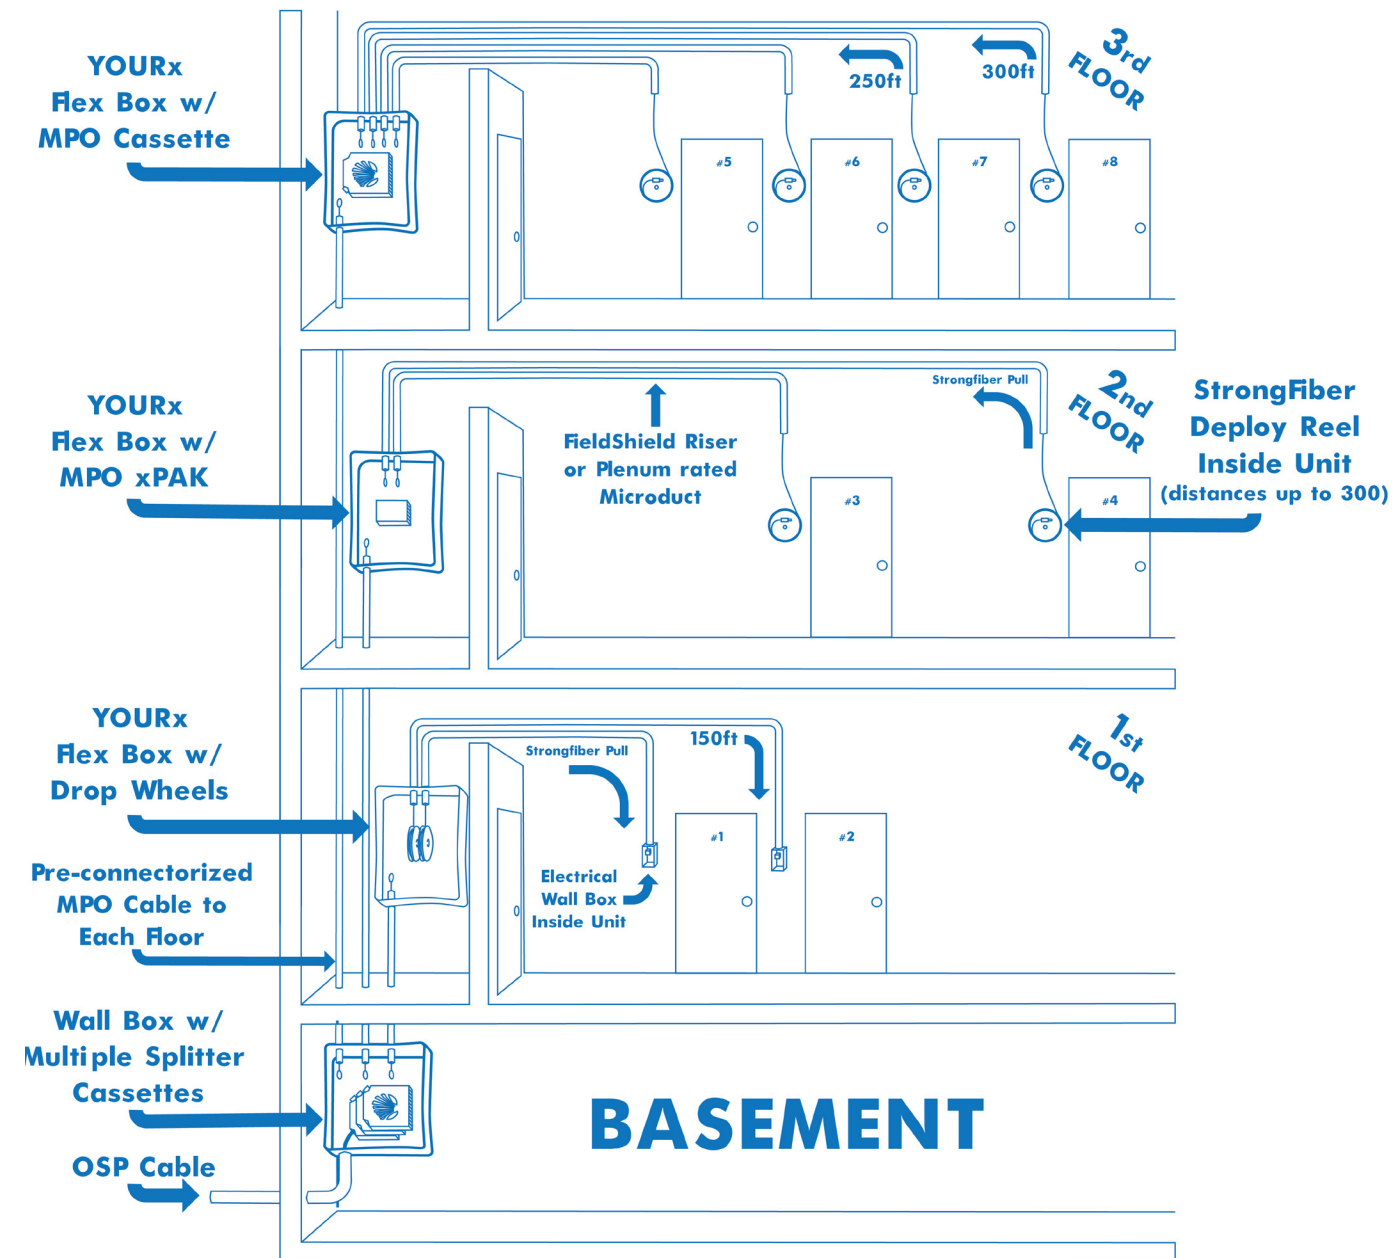 YOURx
Flex Box w/
MPO Cassette
250ft
300ft
3rd
FLOOR
#5
#6
#7
#8
YOURx
Flex Box w/
MPO xPAK
FieldShield Riser
or Plenum rated
Microduct
Strongfiber Pull
2nd
FLOOR
#3
#4
StrongFiber
Deploy Reel
Inside Unit
(distances up to 300)
YOURx
Flex Box w/
Drop Wheels
Strongfiber Pull
150ft
1st
FLOOR
#1
#2
Electrical
Wall Box
Inside Unit
Pre-connectorized
MPO Cable to
Each Floor
Wall Box w/
Multiple Splitter
Cassettes
BASEMENT
OSP Cable